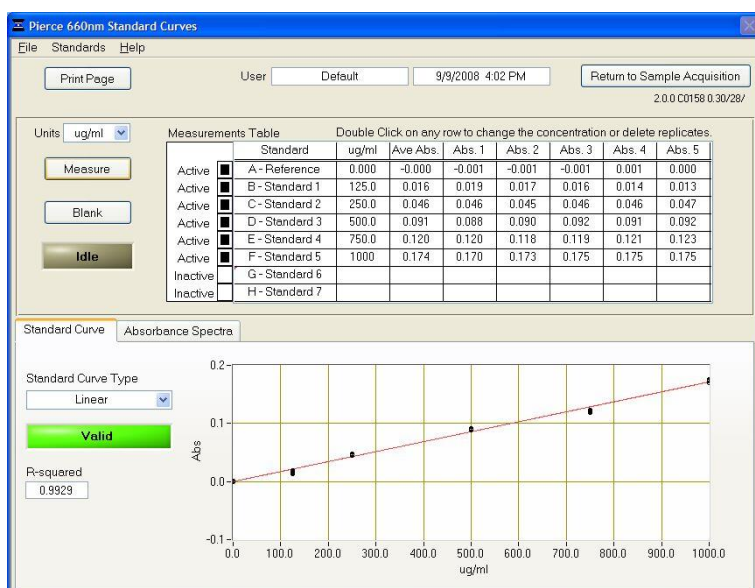 Pierce 660nm Standard Curves
File Standards Help
Print Page User Default 9/9/2008 4:02 PM Return to Sample Acquisition
2.0.0 C0158 0.30/28/
Units ug/ml Measurements Table Double Click on any row to change the concentration or delete replicates.
Standard ug/ml Ave Abs. Abs. 1 Abs. 2 Abs. 3 Abs. 4 Abs. 5
Measure
Active A - Reference 0.000 -0.000 -0.001 -0.001 -0.001 0.001 0.000
Active B - Standard 1 125.0 0.016 0.019 0.017 0.016 0.014 0.013
Blank
Active C - Standard 2 250.0 0.046 0.046 0.045 0.046 0.046 0.047
Active D - Standard 3 500.0 0.091 0.088 0.090 0.092 0.091 0.092
Active E - Standard 4 750.0 0.120 0.120 0.118 0.119 0.121 0.123
Idle
Active F - Standard 5 1000 0.174 0.170 0.173 0.175 0.175 0.175
Inactive G - Standard 6
Inactive H - Standard 7
Standard Curve Absorbance Spectra
Standard Curve Type
Linear
Valid
R-squared
0.9929
0.2
0.1
0.0
-0.1
Abs
0.0 100.0 200.0 300.0 400.0 500.0 600.0 700.0 800.0 900.0 1000.0
ug/ml